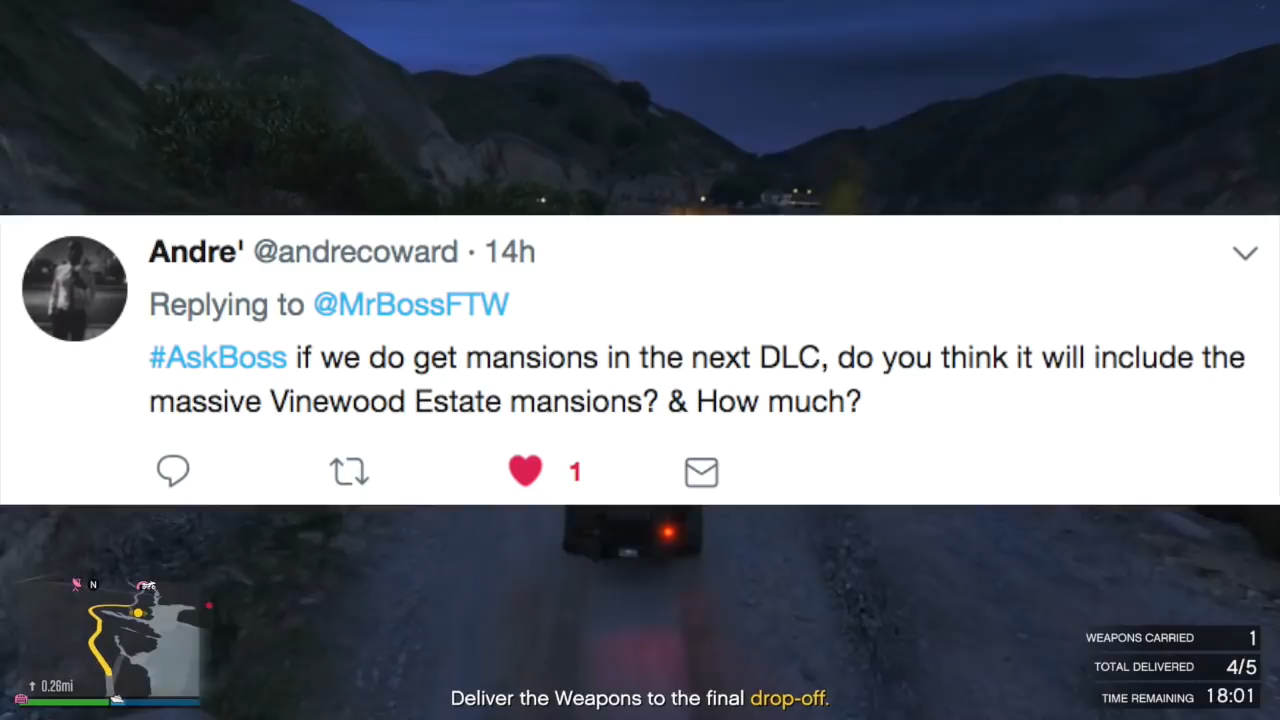 Andre' @andrecoward · 14h
Replying to @MrBossFTW
#AskBoss if we do get mansions in the next DLC, do you think it will include the
massive Vinewood Estate mansions? & How much?
1
N
0.26mi
WEAPONS CARRIED 1
TOTAL DELIVERED 4/5
TIME REMAINING 18:01
Deliver the Weapons to the final drop-off.